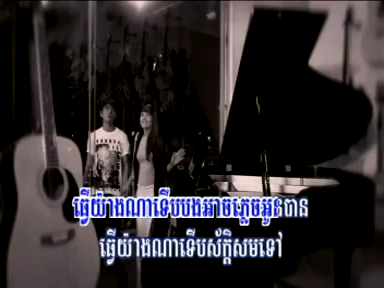 ធ្វើយ៉ាងណាទើបបងអាចភ្លេចអូនបាន
ធ្វើយ៉ាងណាទើបស័ក្តិសមទៅ